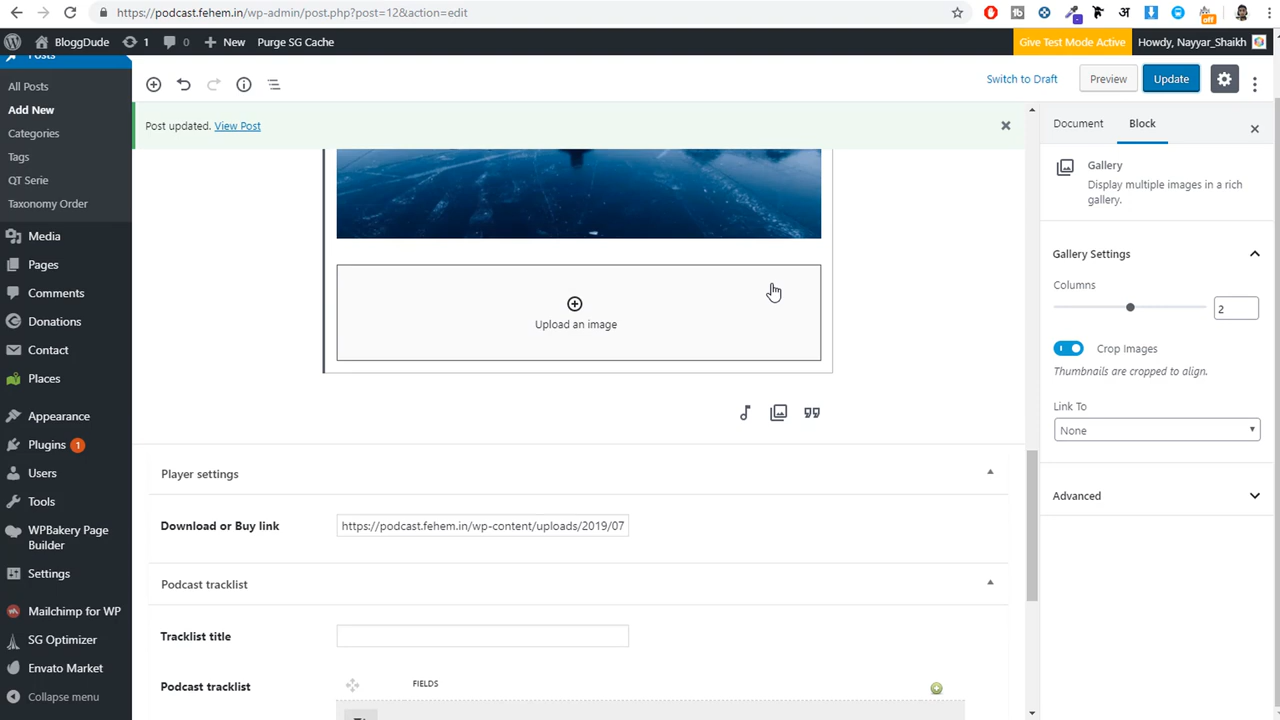 https://podcast.fehem.in/wp-admin/post.php?post=12&action=edit
off
BloggDude
1
0
New
Purge SG Cache
Give Test Mode Active
Howdy, Nayyar_Shaikh
Posts
All Posts
Add New
Categories
Tags
QT Serie
Taxonomy Order
Media
Pages
Comments
Donations
Contact
Places
Appearance
Plugins 1
Users
Tools
WPBakery Page
Builder
Settings
Mailchimp for WP
SG Optimizer
Envato Market
Collapse menu
Switch to Draft
Preview
Update
Post updated. View Post
Upload an image
Player settings
Download or Buy link
https://podcast.fehem.in/wp-content/uploads/2019/07
Podcast tracklist
Tracklist title
Podcast tracklist
FIELDS
Document
Block
Gallery
Display multiple images in a rich
gallery.
Gallery Settings
Columns
2
Crop Images
Thumbnails are cropped to align.
Link To
None
Advanced